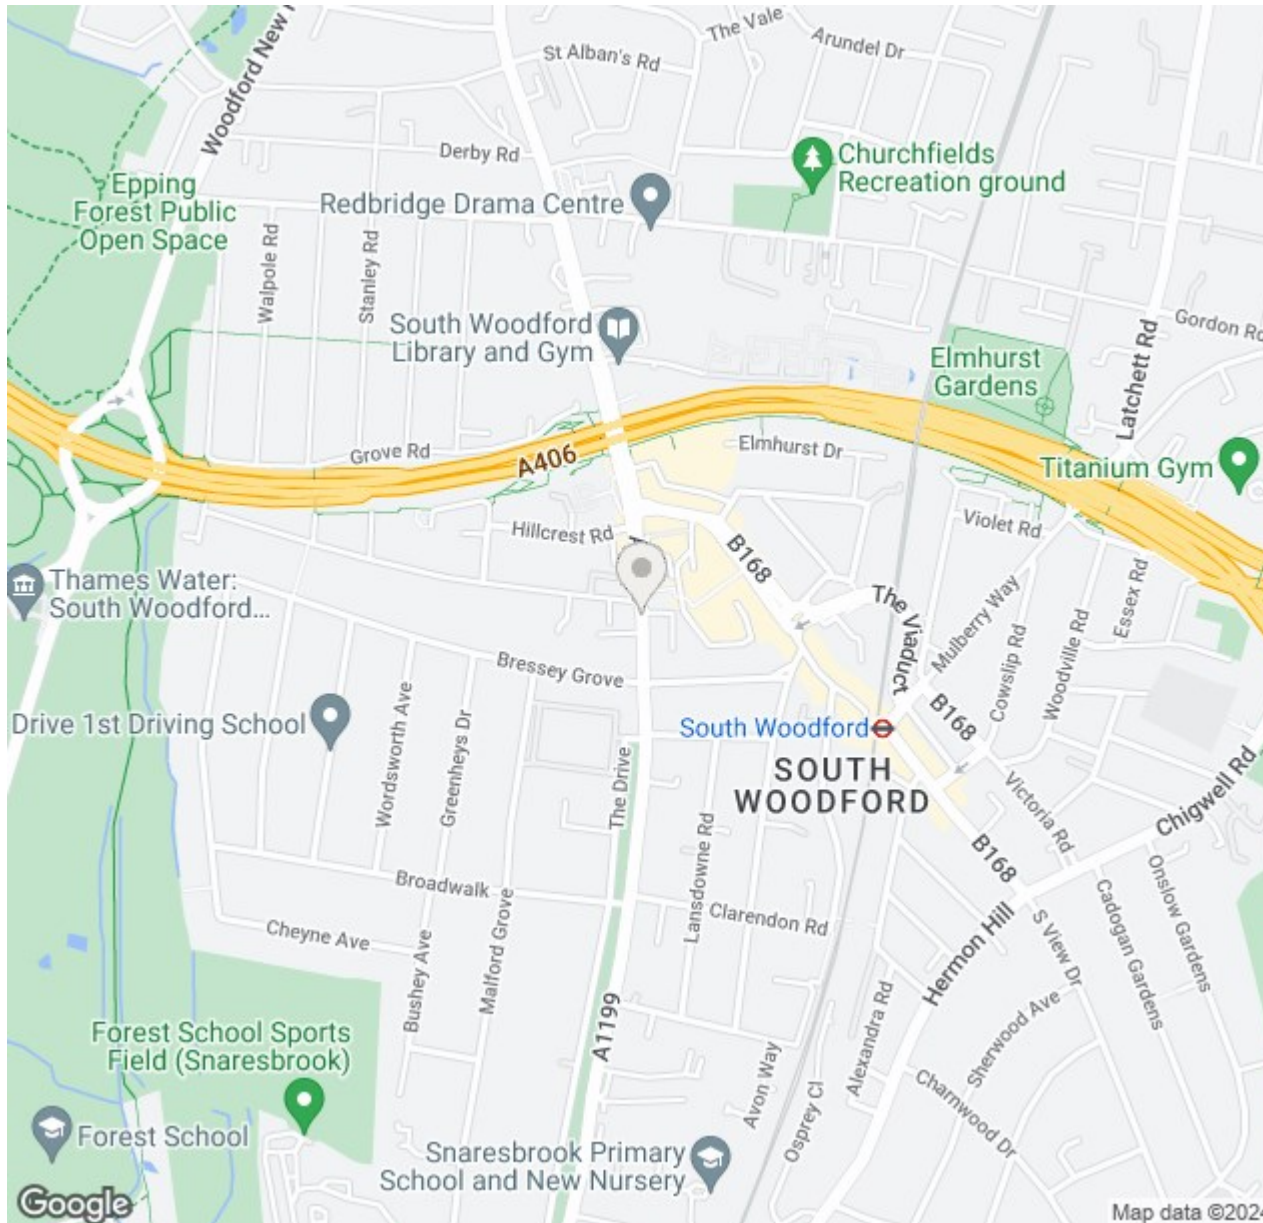 The Vale
Arundel Dr
St Alban's Rd
Woodford New
Derby Rd
Churchfields
Recreation ground
Epping
Forest Public
Open Space
Redbridge Drama Centre
Walpole Rd
Stanley Rd
South Woodford
Library and Gym
Gordon Rd
Elmhurst
Gardens
Latchett Rd
Grove Rd
A406
Elmhurst Dr
Titanium Gym
Hillcrest Rd
Violet Rd
B168
Thames Water:
South Woodford...
The Viaduct
Mulberry Way
Essex Rd
Cowslip Rd
Woodville Rd
Bressey Grove
Drive 1st Driving School
Wordsworth Ave
Greenheys Dr
South Woodford
B168
SOUTH
WOODFORD
The Drive
Victoria Rd
Chigwell Rd
Lansdowne Rd
B168
Broadwalk
Malford Grove
Clarendon Rd
Cheyne Ave
Bushey Ave
Hermon Hill
S View Dr
Cadogan Gardens
Onslow Gardens
A1199
Alexandra Rd
Sherwood Ave
Forest School Sports
Field (Snaresbrook)
Avon Way
Osprey Cl
Charnwood Dr
Forest School
Snaresbrook Primary
School and New Nursery
Google
Map data ©2024